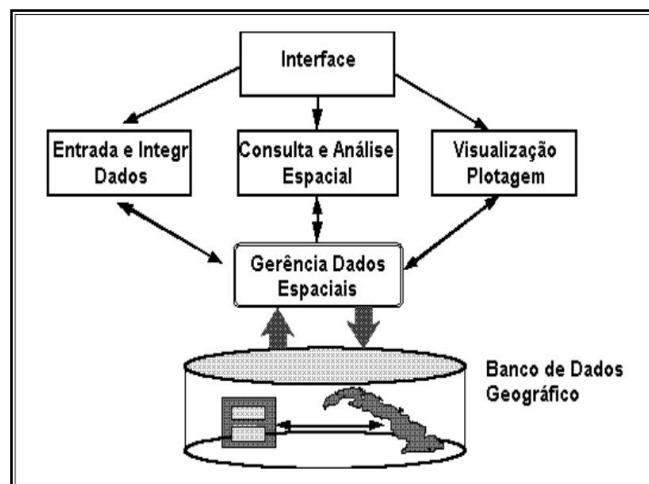 Interface
Entrada e Integr
Dados
Consulta e Análise
Espacial
Visualização
Plotagem
Gerência Dados
Espaciais
Banco de Dados
Geográfico